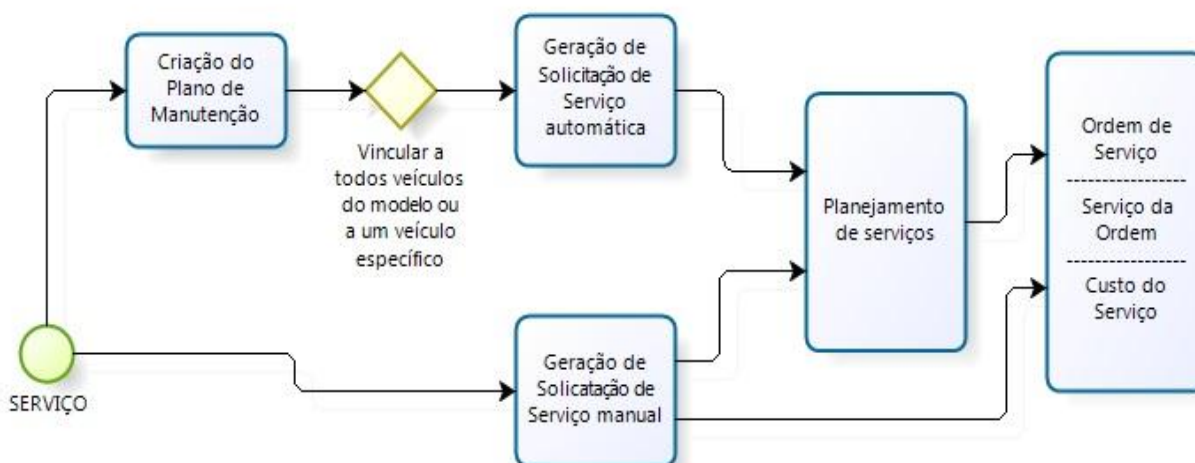 Criação do
Plano de
Manutenção
Vincular a
todos veículos
do modelo ou
a um veículo
específico
Geração de
Solicitação de
Serviço
automática
Planejamento
de serviços
Ordem de
Serviço
--------------
Serviço da
Ordem
--------------
Custo do
Serviço
SERVIÇO
Geração de
Solicatação de
Serviço manual